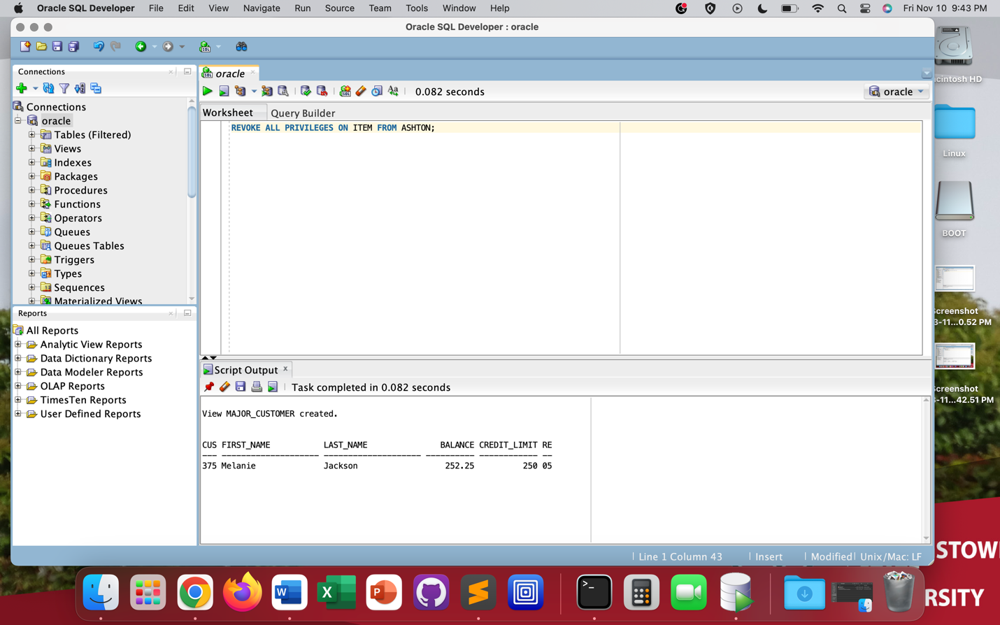 Oracle SQL Developer File Edit View Navigate Run Source Team Tools Window Help Fri Nov 10 9:43 PM
Oracle SQL Developer : oracle
Connections
oracle
0.082 seconds
oracle
Worksheet Query Builder
REVOKE ALL PRIVILEGES ON ITEM FROM ASHTON;
Connections
oracle
Tables (Filtered)
Views
Indexes
Packages
Procedures
Functions
Operators
Queues
Queues Tables
Triggers
Types
Sequences
Materialized Views
Reports
All Reports
Analytic View Reports
Data Dictionary Reports
Data Modeler Reports
OLAP Reports
TimesTen Reports
User Defined Reports
Script Output
Task completed in 0.082 seconds
View MAJOR_CUSTOMER created.
CUS FIRST_NAME LAST_NAME BALANCE CREDIT_LIMIT RE
--- -------------------- -------------------- ---------- ------------ --
375 Melanie Jackson 252.25 250 05
Line 1 Column 43 Insert Modified Unix/Mac: LF
acintosh HD
Linux
BOOT
Screenshot
3-11...0.52 PM
Screenshot
-11...42.51 PM
STOW
RSITY